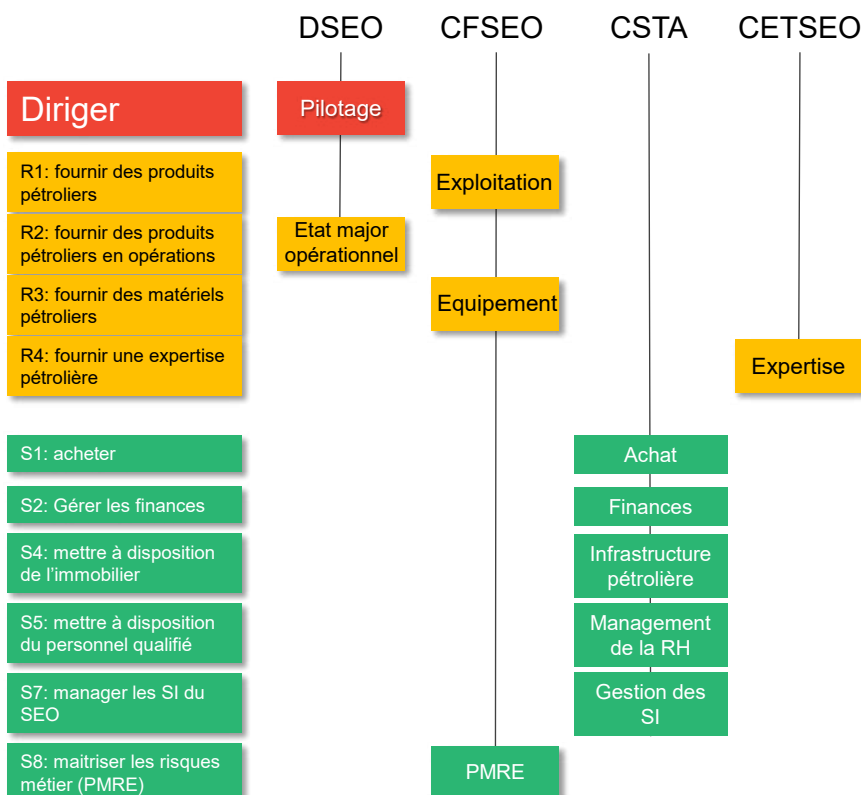 DSEO CFSEO CSTA CETSEO
Diriger
Pilotage
R1: fournir des produits
pétroliers
Exploitation
R2: fournir des produits
pétroliers en opérations
Etat major
opérationnel
R3: fournir des matériels
pétroliers
Equipement
R4: fournir une expertise
pétrolière
Expertise
S1: acheter
Achat
S2: Gérer les finances
Finances
S4: mettre à disposition
de l'immobilier
Infrastructure
pétrolière
S5: mettre à disposition
du personnel qualifié
Management
de la RH
S7: manager les SI du
SEO
Gestion des
SI
S8: maitriser les risques
métier (PMRE)
PMRE